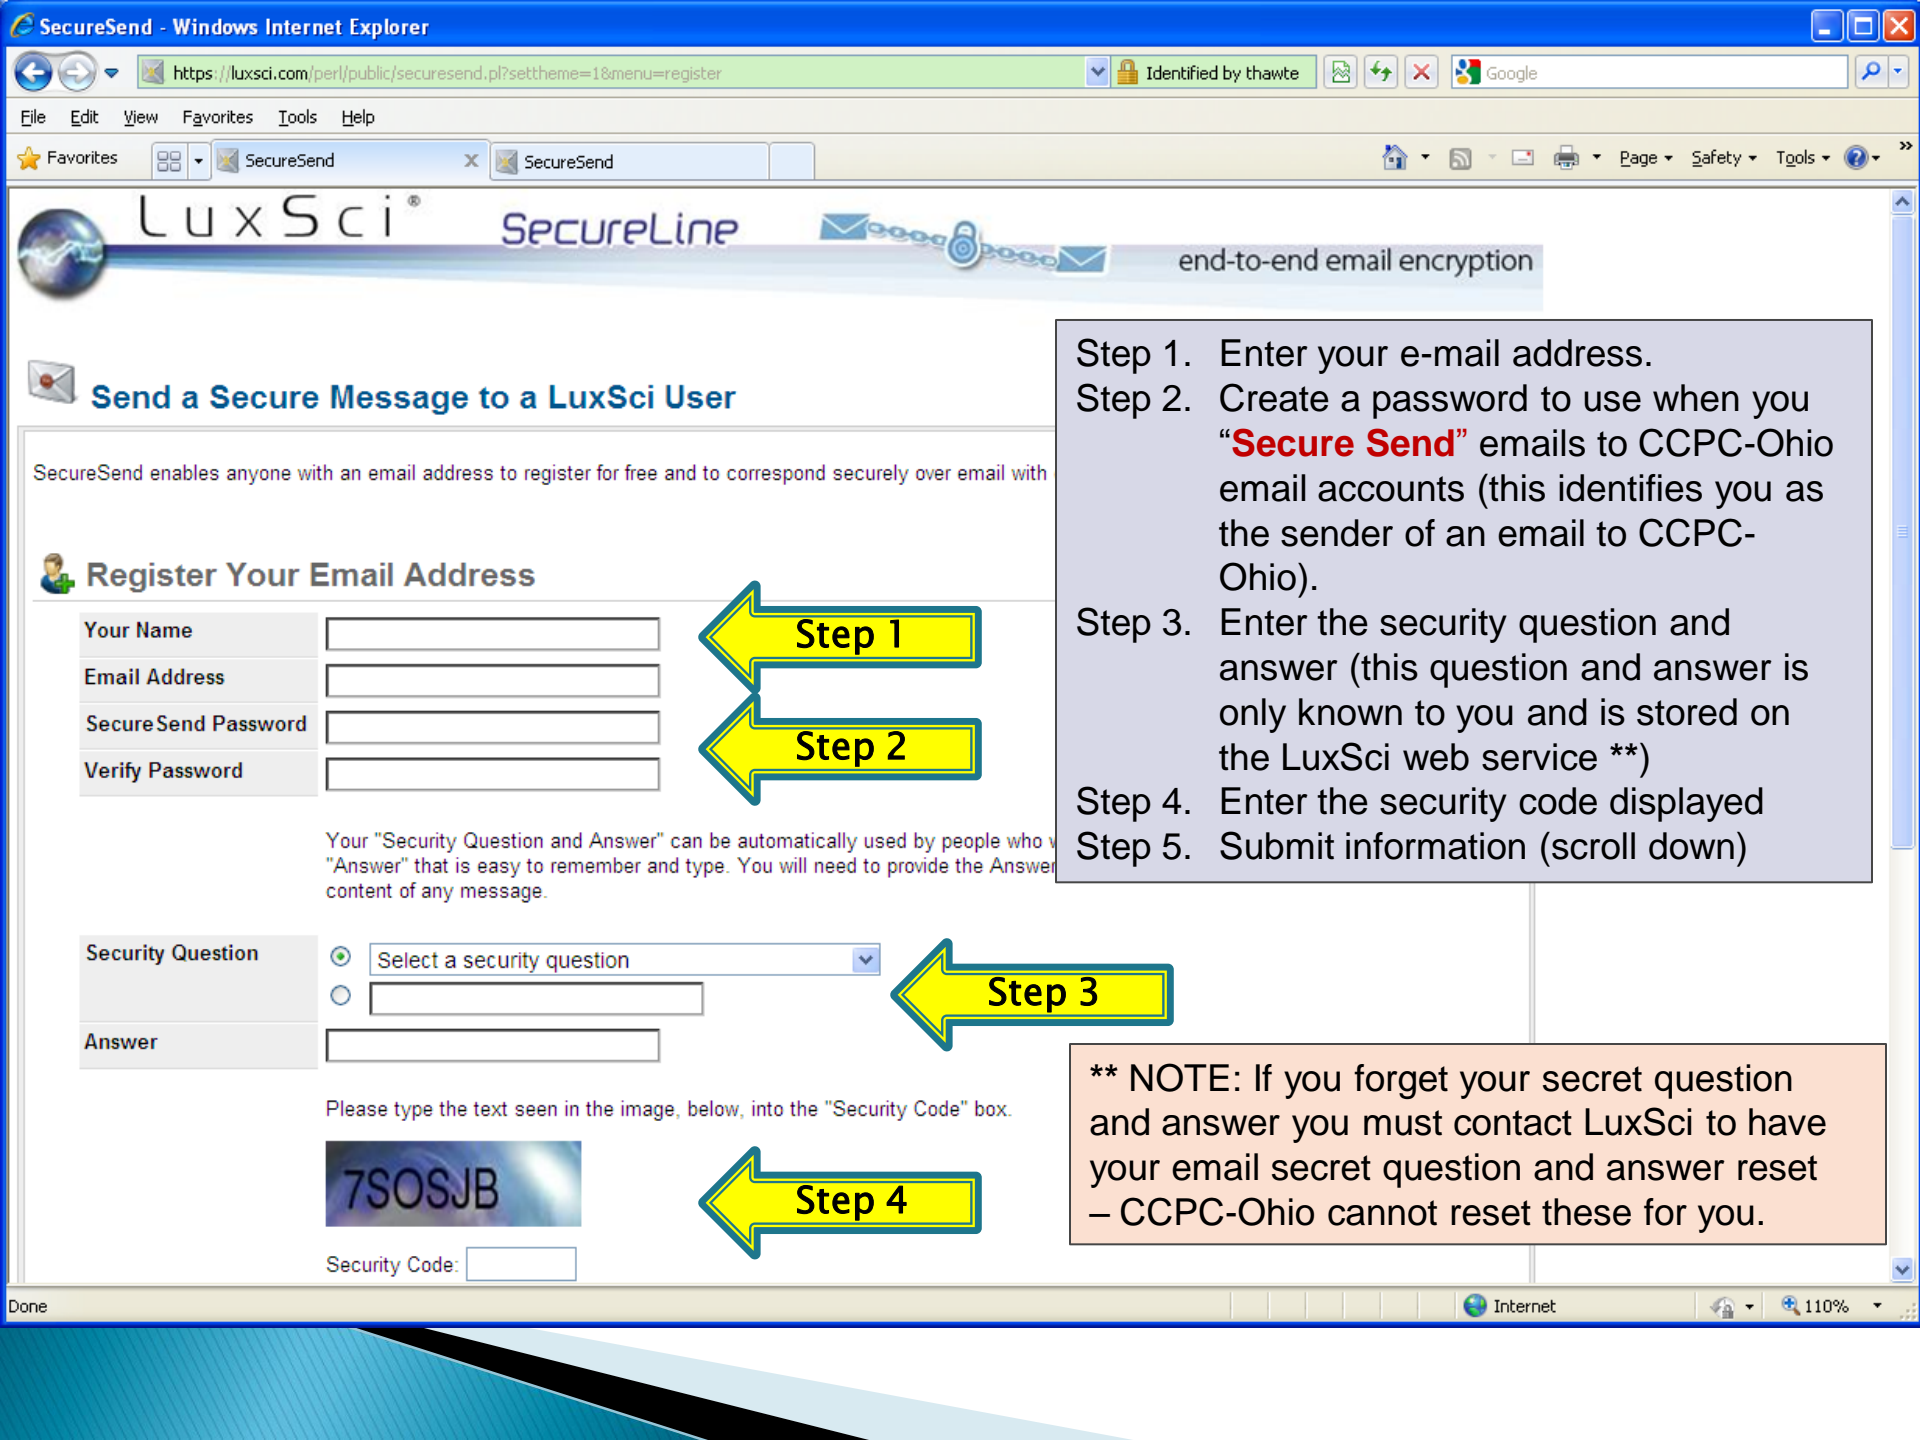 SecureSend - Windows Internet Explorer
https://luxsci.com/perl/public/securesend.pl?settheme=1&menu=register
Identified by thawte
Google
File Edit View Favorites Tools Help
Favorites
SecureSend
SecureSend
Page Safety Tools
LuxSci®
SecureLine
end-to-end email encryption
Send a Secure Message to a LuxSci User
SecureSend enables anyone with an email address to register for free and to correspond securely over email with
Register Your Email Address
Your Name
Email Address
SecureSend Password
Verify Password
Step 1
Step 2
Your "Security Question and Answer" can be automatically used by people who
"Answer" that is easy to remember and type. You will need to provide the Answer
content of any message.
Security Question
Select a security question
Answer
Step 3
Please type the text seen in the image, below, into the "Security Code" box.
7SOSJB
Step 4
Security Code:
Step 1. Enter your e-mail address.
Step 2. Create a password to use when you
“Secure Send” emails to CCPC-Ohio
email accounts (this identifies you as
the sender of an email to CCPC-
Ohio).
Step 3. Enter the security question and
answer (this question and answer is
only known to you and is stored on
the LuxSci web service **)
Step 4. Enter the security code displayed
Step 5. Submit information (scroll down)
** NOTE: If you forget your secret question
and answer you must contact LuxSci to have
your email secret question and answer reset
– CCPC-Ohio cannot reset these for you.
Done
Internet
110%